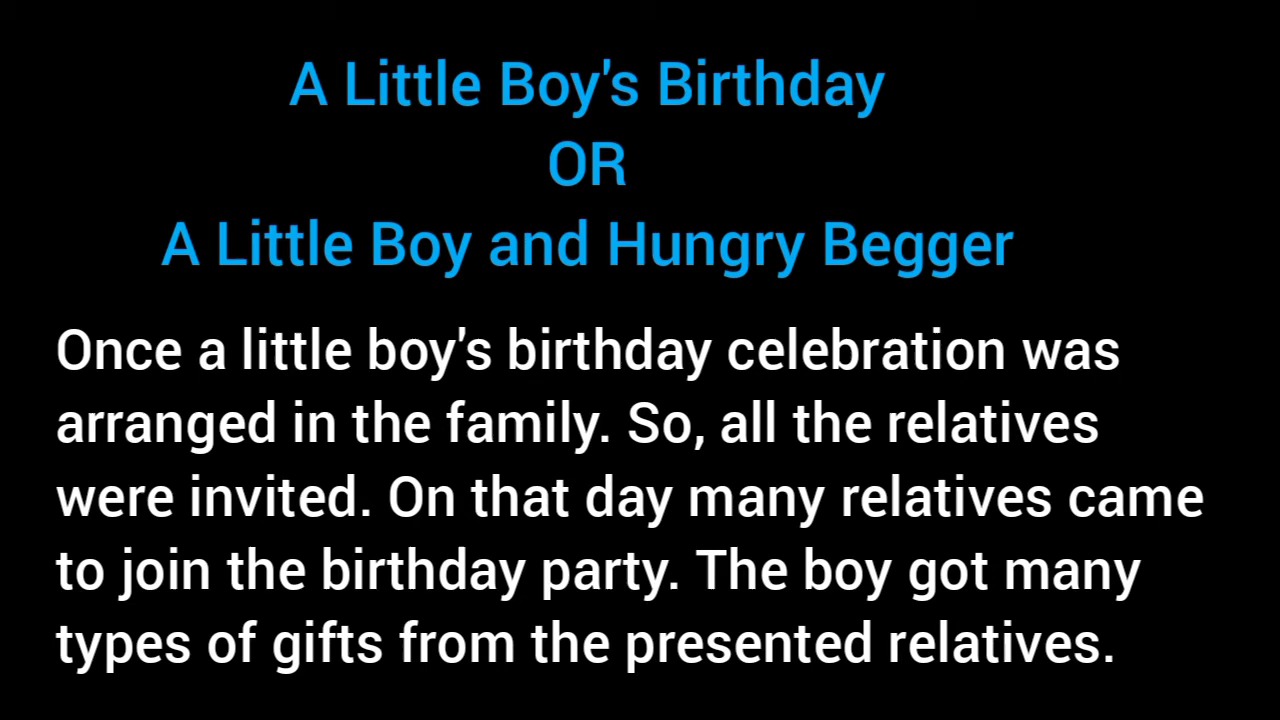 A Little Boy's Birthday
OR
A Little Boy and Hungry Begger
Once a little boy's birthday celebration was
arranged in the family. So, all the relatives
were invited. On that day many relatives came
to join the birthday party. The boy got many
types of gifts from the presented relatives.